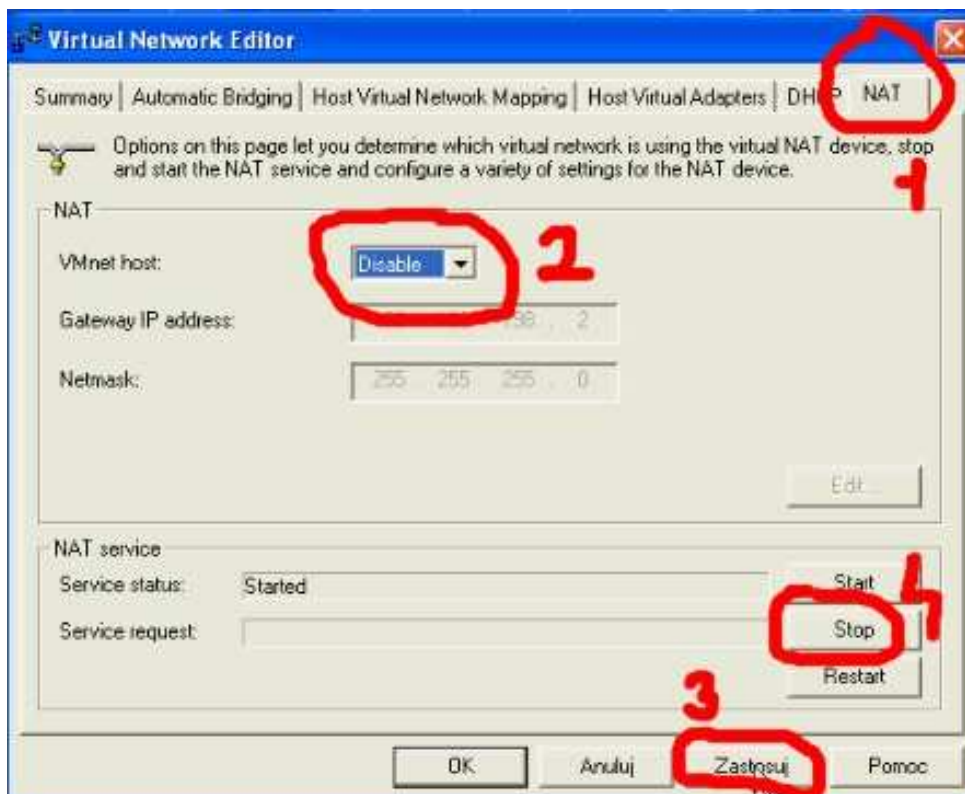 Virtual Network Editor
Summary Automatic Bridging Host Virtual Network Mapping Host Virtual Adapters NAT
1
Options on this page let you determine which virtual network is using the virtual NAT device, stop
and start the NAT service and configure a variety of settings for the NAT device.
NAT
VMnet host: Disable 2
Gateway IP address: . 2
Netmask: 255 . 255 . 255 . 0
Edit...
NAT service
Service status: Started Start 4
Service request: Stop
Restart
3
OK Anuluj Zastosuj Pomoc